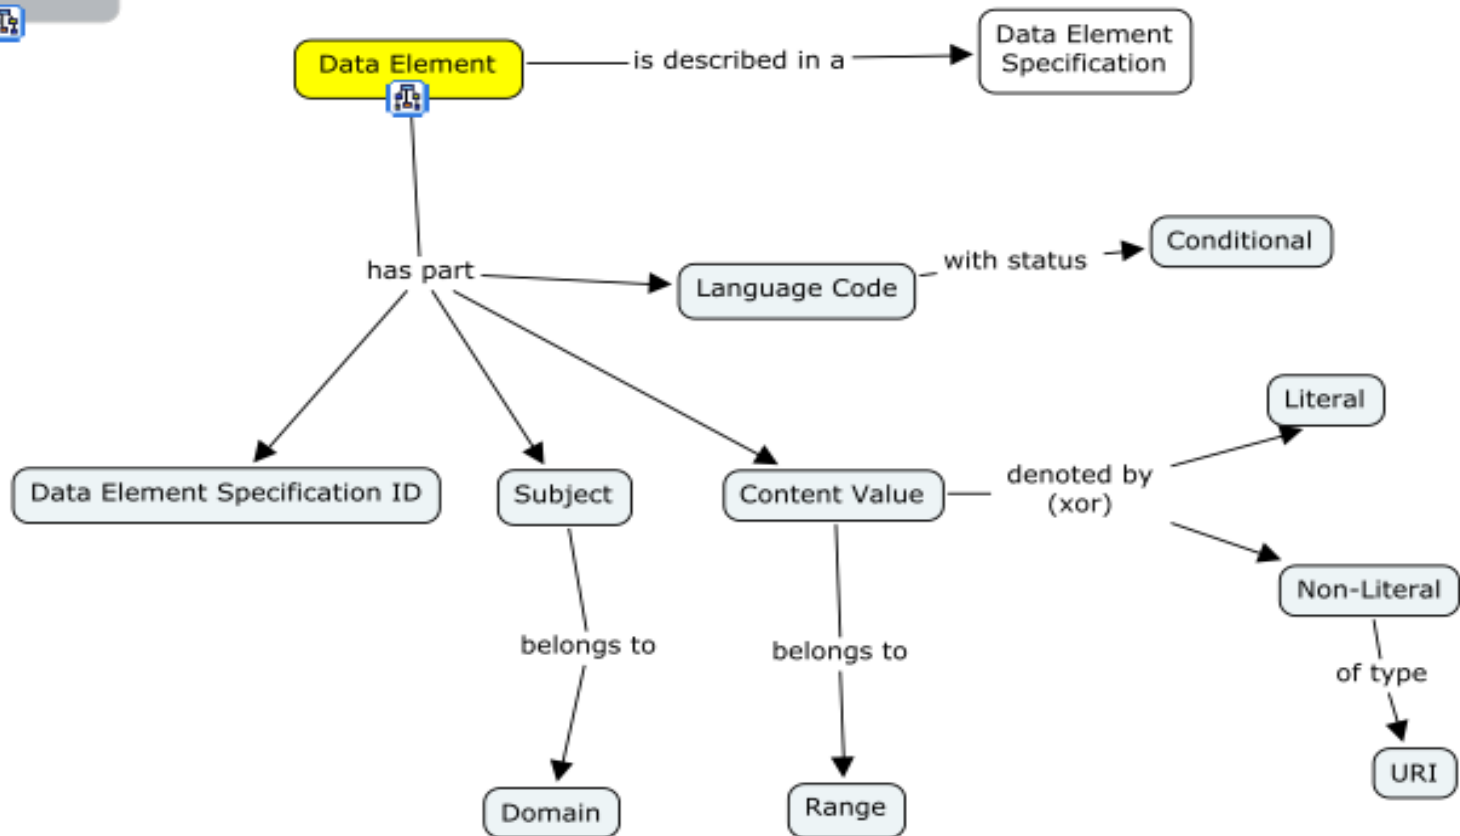 Data Element
is described in a
Data Element
Specification
has part
Language Code
with status
Conditional
Data Element Specification ID
Subject
Content Value
denoted by
(xor)
Literal
Non-Literal
belongs to
belongs to
of type
Domain
Range
URI